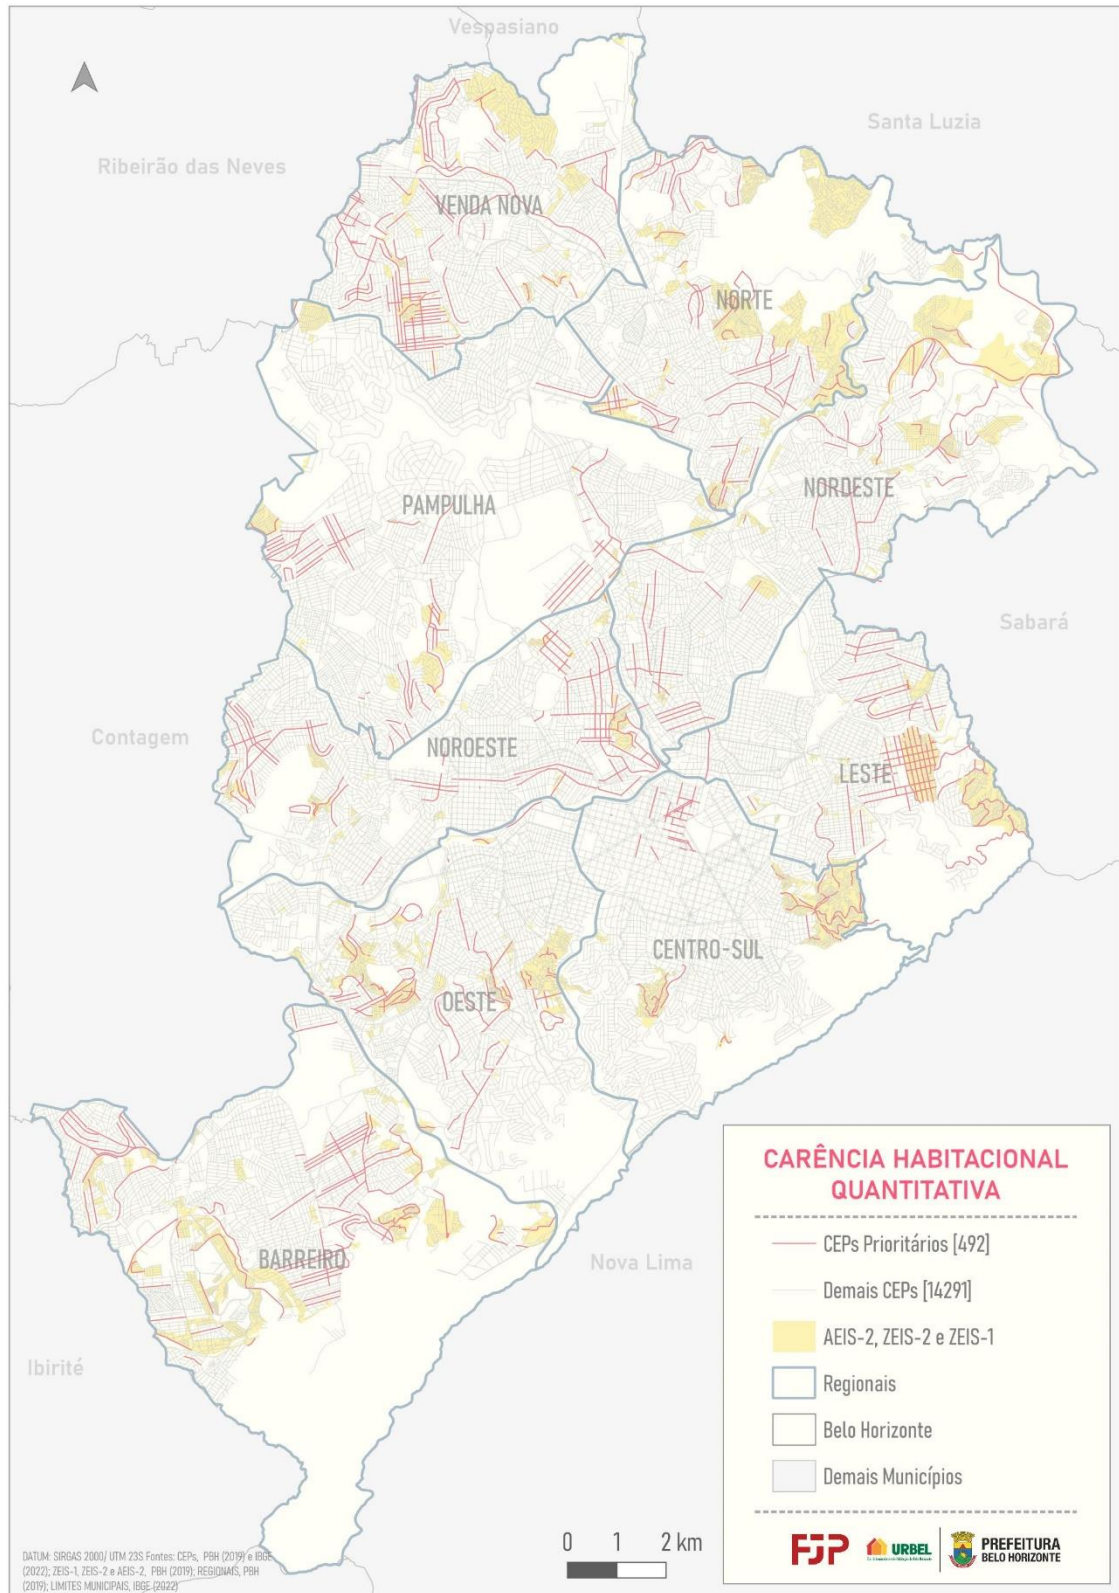 Vespasiano
Santa Luzia
Ribeirão das Neves
VENDA NOVA
NORTE
PAMPULHA
NORDESTE
Sabará
Contagem
NOROESTE
LESTE
CENTRO-SUL
OESTE
BARREIRO
Nova Lima
Ibirité
CARÊNCIA HABITACIONAL
QUANTITATIVA
CEPs Prioritários [492]
Demais CEPs [14291]
AEIS-2, ZEIS-2 e ZEIS-1
Regionais
Belo Horizonte
Demais Municípios
FJP
URBEL
PREFEITURA
BELO HORIZONTE
0 1 2 km
DATUM: SIRGAS 2000/ UTM 23S Fontes: CEPs, PBH (2019) e IBGE
(2022); ZEIS-1, ZEIS-2 e AEIS-2, PBH (2019); REGIONAIS, PBH
(2019); LIMITES MUNICIPAIS, IBGE (2022)